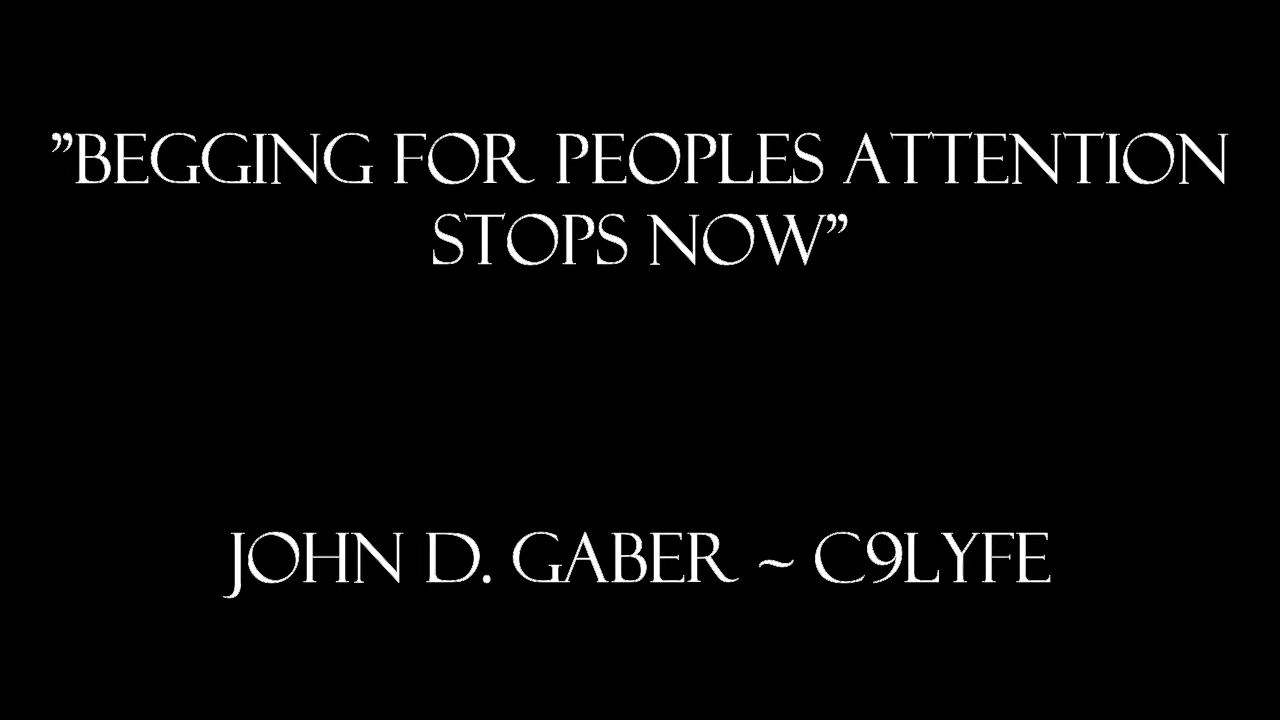 ”BEGGING FOR PEOPLES ATTENTION
STOPS NOW”
JOHN D. GABER ~ C9LYFE